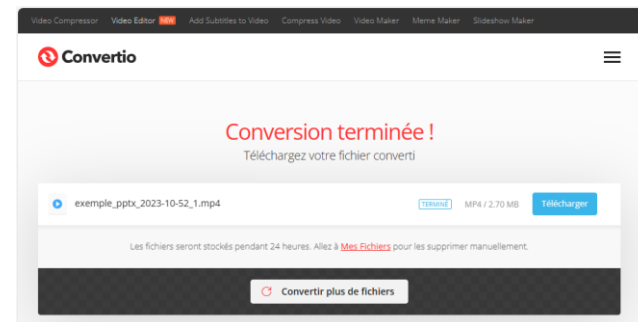 Video Compressor Video Editor NEW Add Subtitles to Video Compress Video Video Maker Meme Maker Slideshow Maker
Convertio
Conversion terminée !
Téléchargez votre fichier converti
exemple_pptx_2023-10-52_1.mp4 TERMINÉ MP4 / 2.70 MB Télécharger
Les fichiers seront stockés pendant 24 heures. Allez à Mes Fichiers pour les supprimer manuellement.
Convertir plus de fichiers